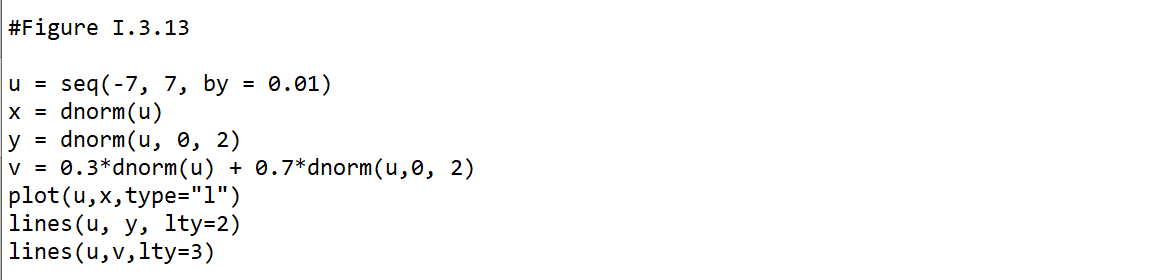 #Figure I.3.13
u = seq(-7, 7, by = 0.01)
x = dnorm(u)
y = dnorm(u, 0, 2)
v = 0.3*dnorm(u) + 0.7*dnorm(u,0, 2)
plot(u,x,type="l")
lines(u, y, lty=2)
lines(u,v,lty=3)